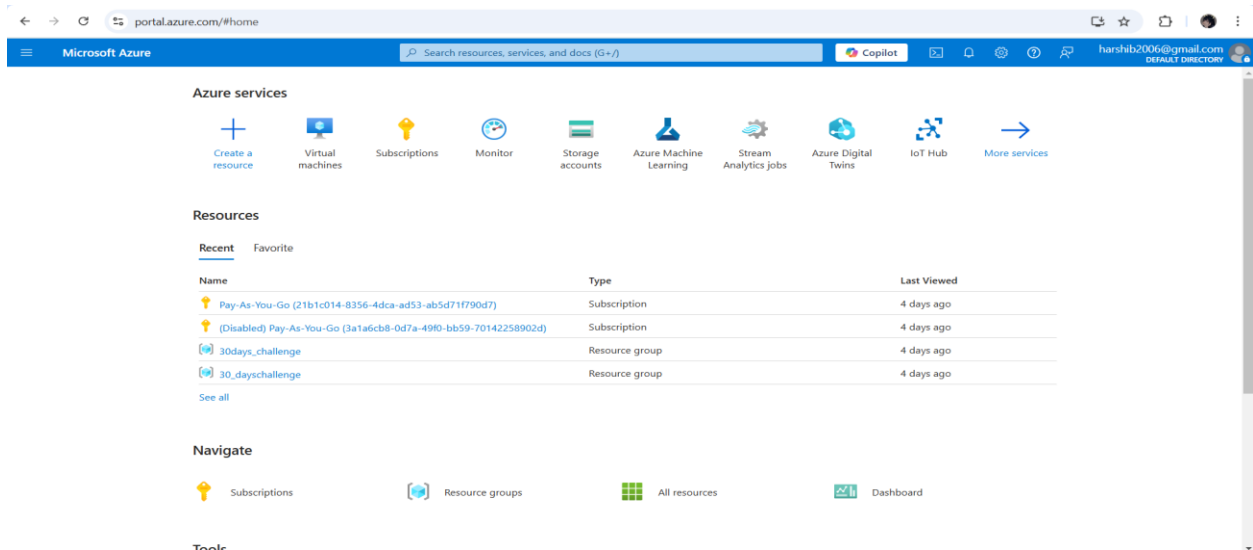 portal.azure.com/#home
Microsoft Azure
Search resources, services, and docs (G+/)
Copilot
harshib2006@gmail.com
DEFAULT DIRECTORY
Azure services
Create a resource
Virtual machines
Subscriptions
Monitor
Storage accounts
Azure Machine Learning
Stream Analytics jobs
Azure Digital Twins
IoT Hub
More services
Resources
Recent Favorite
Name Type Last Viewed
Pay-As-You-Go (21b1c014-8356-4dca-ad53-ab5d71f790d7) Subscription 4 days ago
(Disabled) Pay-As-You-Go (3a1a6cb8-0d7a-49f0-bb59-70142258902d) Subscription 4 days ago
30days_challenge Resource group 4 days ago
30_dayschallenge Resource group 4 days ago
See all
Navigate
Subscriptions Resource groups All resources Dashboard
Tools